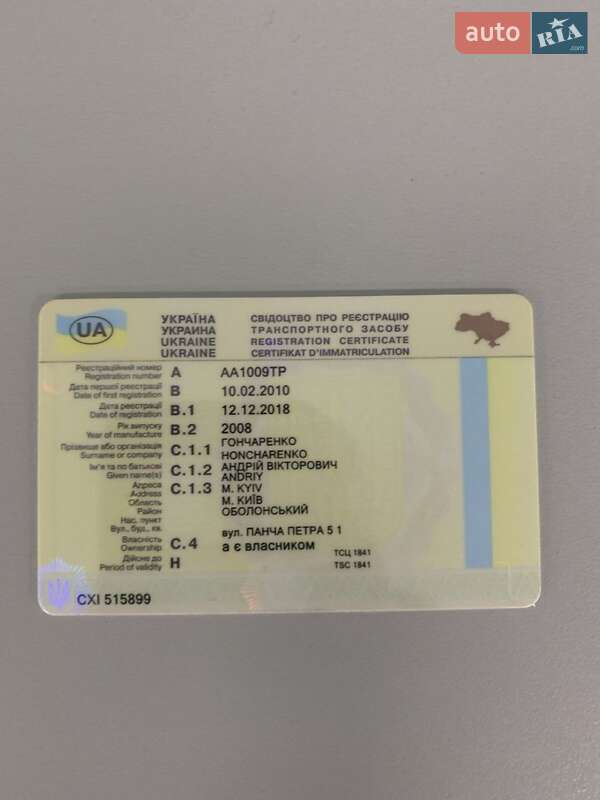 auto RIA .com
УКРАЇНА СВІДОЦТВО ПРО РЕЄСТРАЦІЮ
УКРАИНА ТРАНСПОРТНОГО ЗАСОБУ
UA UKRAINE REGISTRATION CERTIFICATE
UKRAINE CERTIFIKAT D'IMMATRICULATION
Реєстраційний номер
Registration number A AA1009TP
Дата першої реєстрації
Date of first registration B 10.02.2010
Дата реєстрації
Date of registration B.1 12.12.2018
Рік випуску
Year of manufacture B.2 2008
Прізвище або організація
Surname or company C.1.1 ГОНЧАРЕНКО
HONCHARENKO
Ім'я та по батькові
Given name(s) C.1.2 АНДРІЙ ВІКТОРОВИЧ
ANDRIY
Адреса C.1.3 М. KYIV
Address
Область М. КИЇВ
Район ОБОЛОНСЬКИЙ
Нас. пункт
Вул., буд., кв. вул. ПАНЧА ПЕТРА 5 1
Власність
Ownership C.4 а є власником ТСЦ 1841
Дійсне до
Period of validity H TSC 1841
CXI 515899